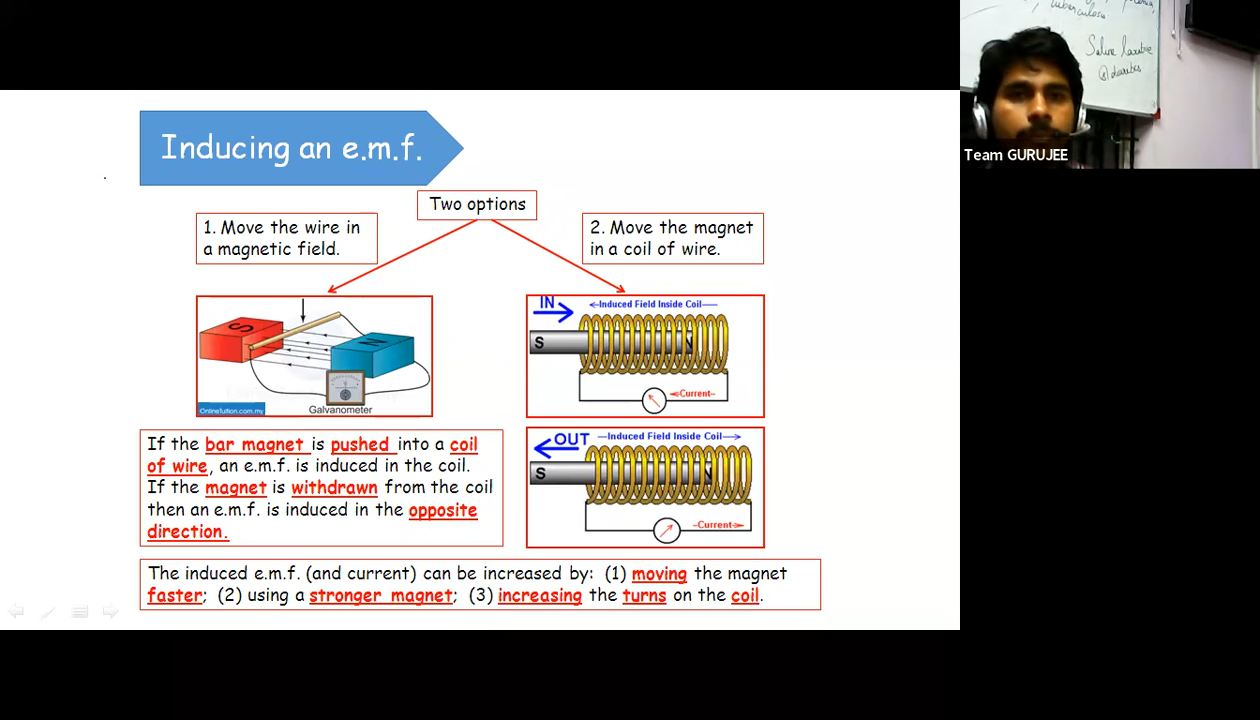 Inducing an e.m.f.
Two options
1. Move the wire in
a magnetic field.
2. Move the magnet
in a coil of wire.
S
N
OnlineTuition.com.my
Galvanometer
IN
Induced Field Inside Coil
S
N
Current
OUT
Induced Field Inside Coil
S
N
Current
If the bar magnet is pushed into a coil
of wire, an e.m.f. is induced in the coil.
If the magnet is withdrawn from the coil
then an e.m.f. is induced in the opposite
direction.
The induced e.m.f. (and current) can be increased by: (1) moving the magnet
faster; (2) using a stronger magnet; (3) increasing the turns on the coil.
Team GURUJEE